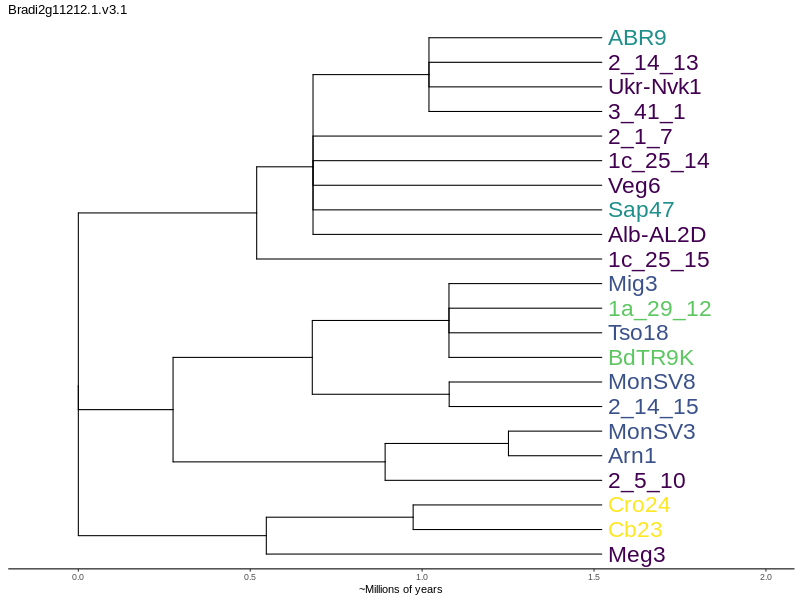 Bradi2g11212.1.v3.1
ABR9
2_14_13
Ukr-Nvk1
3_41_1
2_1_7
1c_25_14
Veg6
Sap47
Alb-AL2D
1c_25_15
Mig3
1a_29_12
Tso18
BdTR9K
MonSV8
2_14_15
MonSV3
Arn1
2_5_10
Cro24
Cb23
Meg3
0.0 0.5 1.0 1.5 2.0
~Millions of years